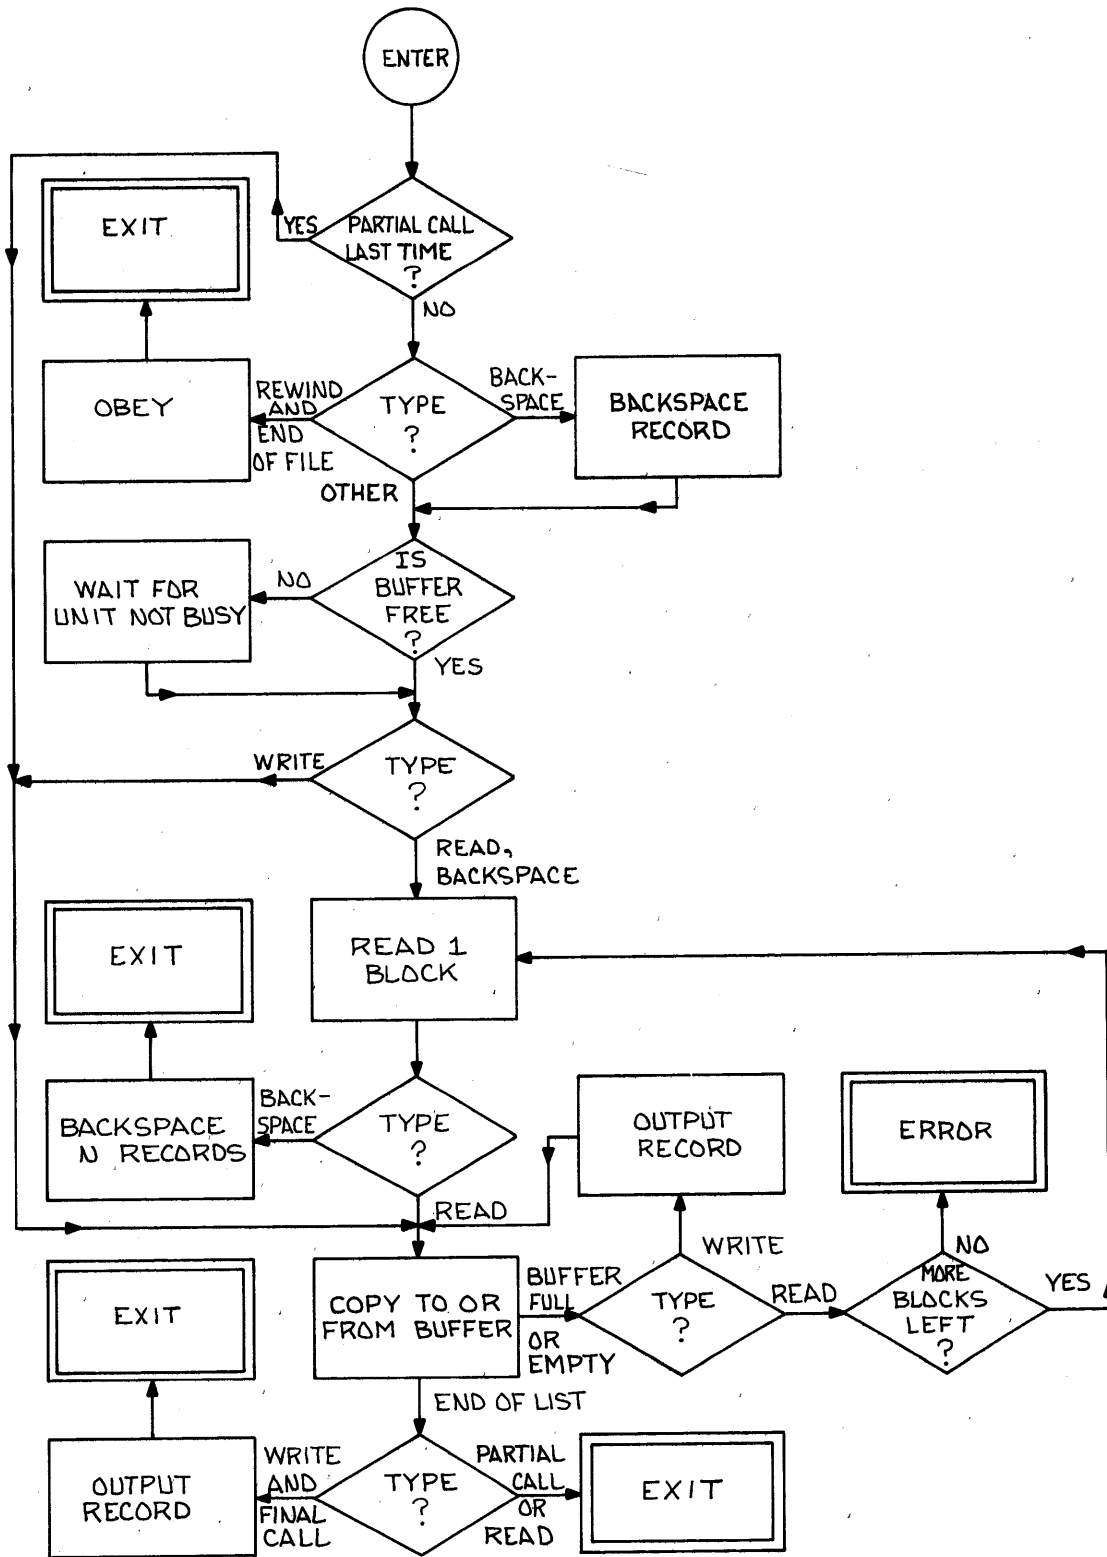 ENTER
EXIT
YES
PARTIAL CALL
LAST TIME
?
NO
OBEY
REWIND
AND
END
OF FILE
TYPE
?
BACK-
SPACE
BACKSPACE
RECORD
OTHER
WAIT FOR
UNIT NOT BUSY
NO
IS
BUFFER
FREE
?
YES
WRITE
TYPE
?
READ,
BACKSPACE
EXIT
READ 1
BLOCK
BACKSPACE
N RECORDS
BACK-
SPACE
TYPE
?
OUTPUT
RECORD
ERROR
READ
WRITE
NO
EXIT
COPY TO OR
FROM BUFFER
BUFFER
FULL
OR
EMPTY
TYPE
?
READ
MORE
BLOCKS
LEFT
?
YES
END OF LIST
OUTPUT
RECORD
WRITE
AND
FINAL
CALL
TYPE
?
PARTIAL
CALL
OR
READ
EXIT